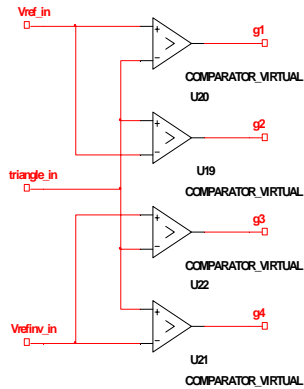 Vref_in
g1
+
−
COMPARATOR_VIRTUAL
U20
g2
+
−
triangle_in
U19
COMPARATOR_VIRTUAL
g3
+
−
COMPARATOR_VIRTUAL
U22
g4
+
−
Vrefinv_in
U21
COMPARATOR_VIRTUAL